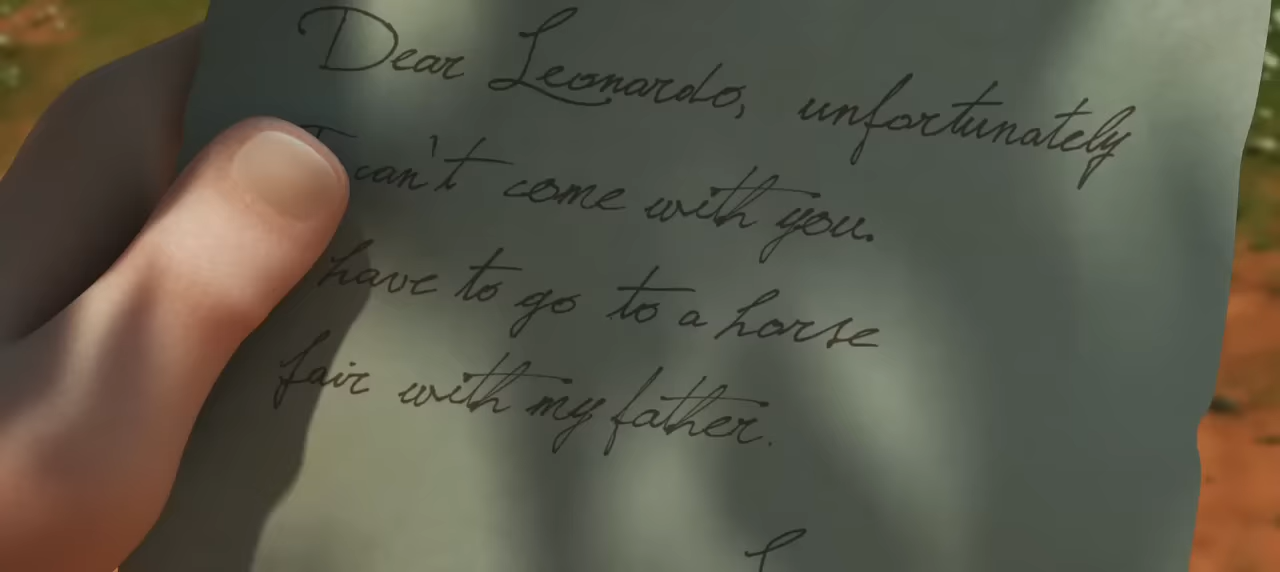 Dear Leonardo, unfortunately
can't come with you.
have to go to a horse
fair with my father.